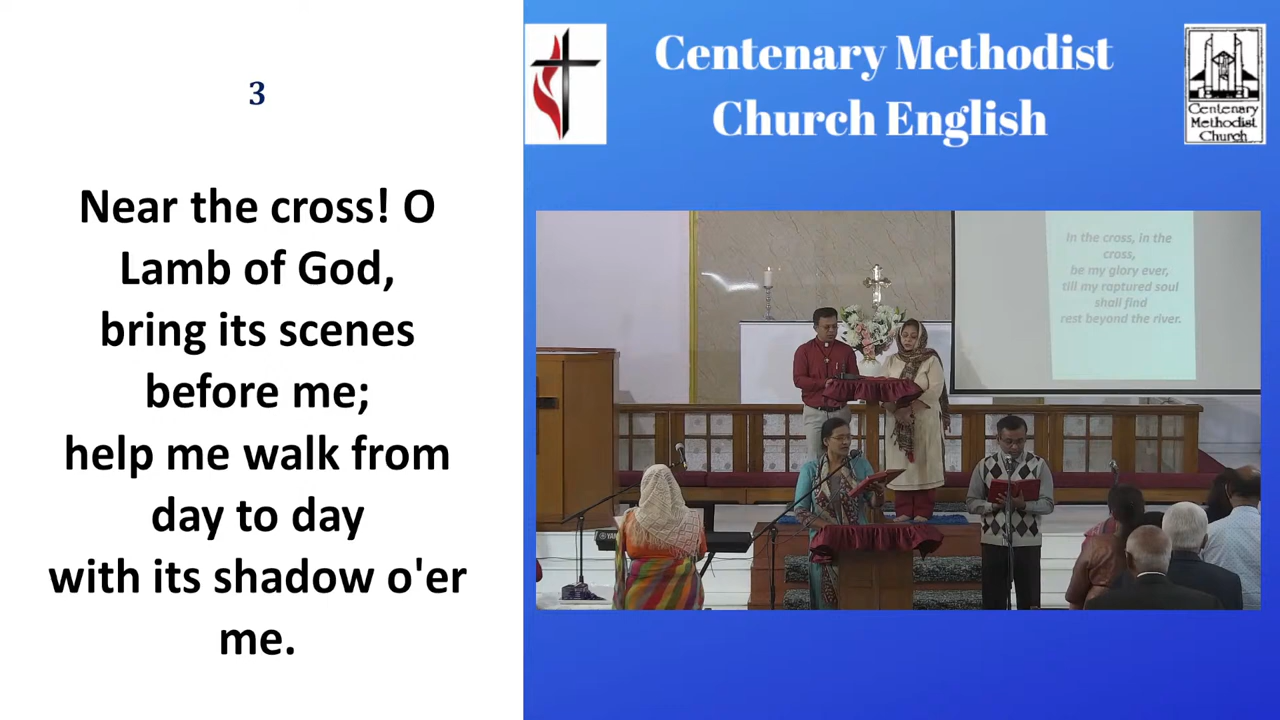 3
Near the cross! O
Lamb of God,
bring its scenes
before me;
help me walk from
day to day
with its shadow o'er
me.
Centenary Methodist
Church English
Centenary
Methodist
Church
In the cross, in the
cross,
be my glory ever,
till my raptured soul
shall find
rest beyond the river.